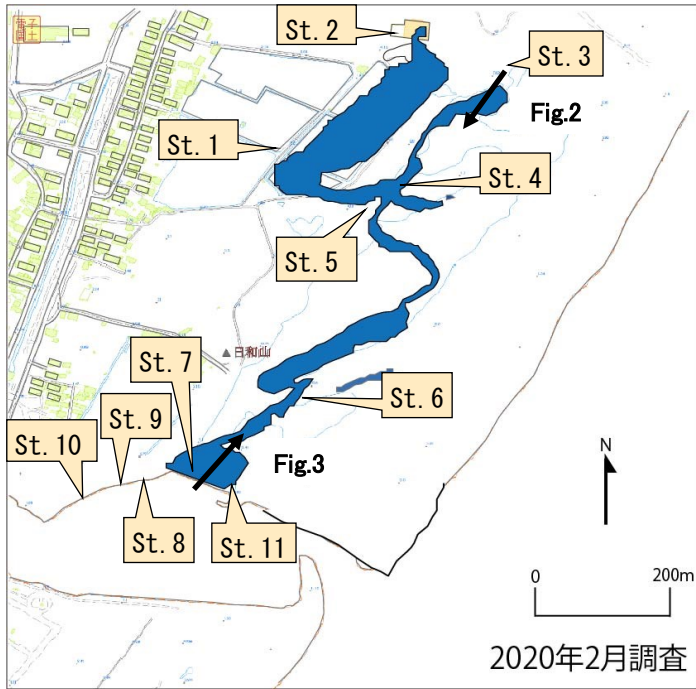 St. 2
St. 3
Fig.2
St. 1
St. 4
St. 5
日和山
St. 7
St. 9
St. 6
St. 10
Fig.3
St. 8
St. 11
N
0 200m
2020年2月調査